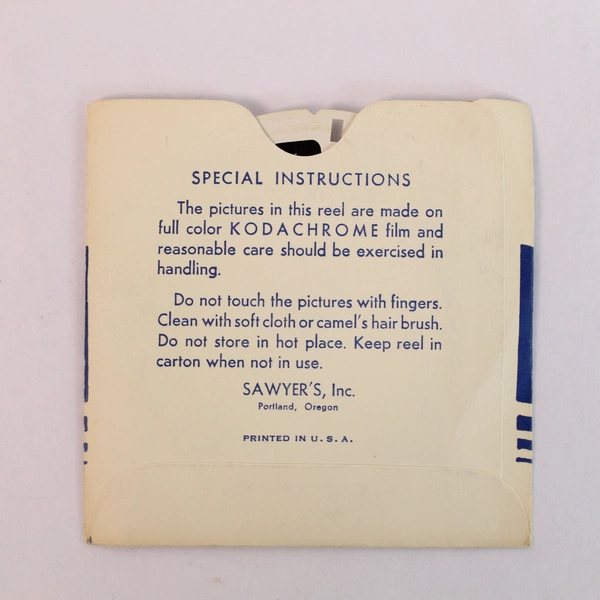 SPECIAL INSTRUCTIONS
The pictures in this reel are made on
full color KODACHROME film and
reasonable care should be exercised in
handling.
Do not touch the pictures with fingers.
Clean with soft cloth or camel's hair brush.
Do not store in hot place. Keep reel in
carton when not in use.
SAWYER'S, Inc.
Portland, Oregon
PRINTED IN U. S. A.